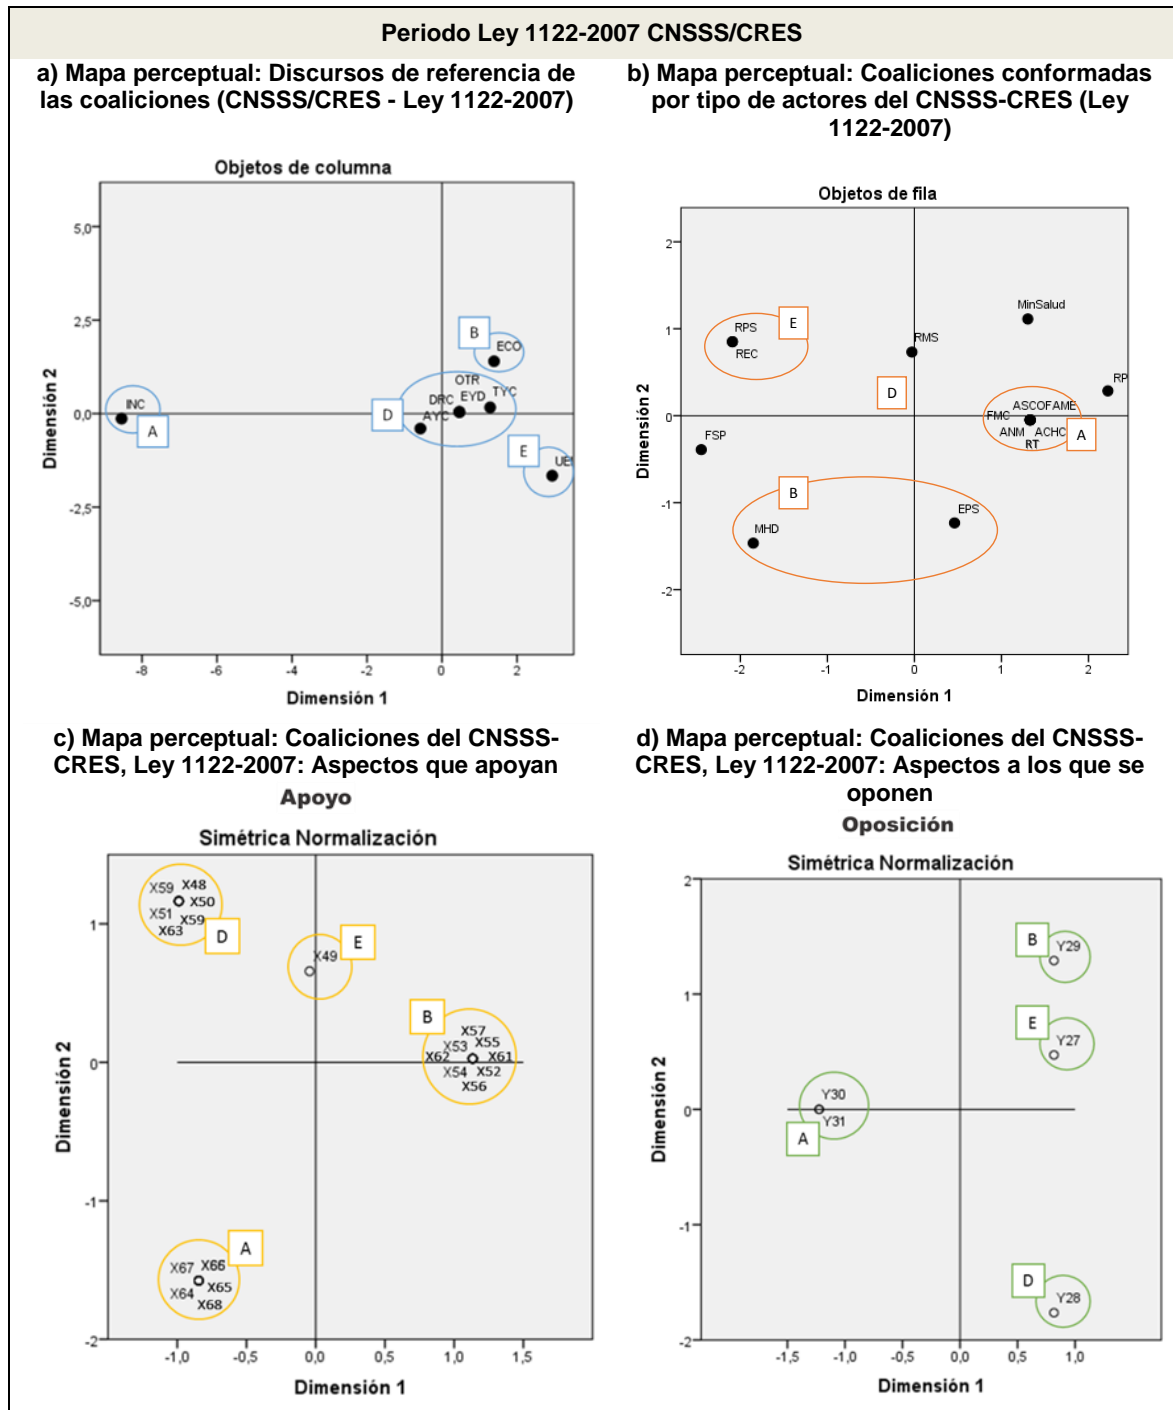 Periodo Ley 1122-2007 CNSSS/CRES
a) Mapa perceptual: Discursos de referencia de
las coaliciones (CNSSS/CRES - Ley 1122-2007)
Objetos de columna
5,0
2,5
0,0
-2,5
-5,0
Dimensión 2
B
ECO
OTR
DRC
EYD
TYC
D
AYC
INC
A
E
-8
-6
-4
-2
0
2
Dimensión 1
b) Mapa perceptual: Coaliciones conformadas
por tipo de actores del CNSSS-CRES (Ley
1122-2007)
Objetos de fila
2
1
0
-1
-2
Dimensión 2
MinSalud
RPS
REC
E
RMS
RP
D
ASCOFAME
FMC
ANM
ACHC
RT
A
FSP
B
MHD
EPS
-2
-1
0
1
2
Dimensión 1
c) Mapa perceptual: Coaliciones del CNSSS-
CRES, Ley 1122-2007: Aspectos que apoyan
Apoyo
Simétrica Normalización
1
0
-1
-2
Dimensión 2
X59 X48
X50
X51
X59
X63
D
X49
E
B
X57
X53 X55
X62 X61
X54 X52
X56
A
X67 X66
X64 X65
X68
-1,0
-0,5
0,0
0,5
1,0
1,5
Dimensión 1
d) Mapa perceptual: Coaliciones del CNSSS-
CRES, Ley 1122-2007: Aspectos a los que se
oponen
Oposición
Simétrica Normalización
2
1
0
-1
-2
Dimensión 2
B
Y29
E
Y27
Y30
Y31
A
D
Y28
-1,5
-1,0
-0,5
0,0
0,5
1,0
Dimensión 1